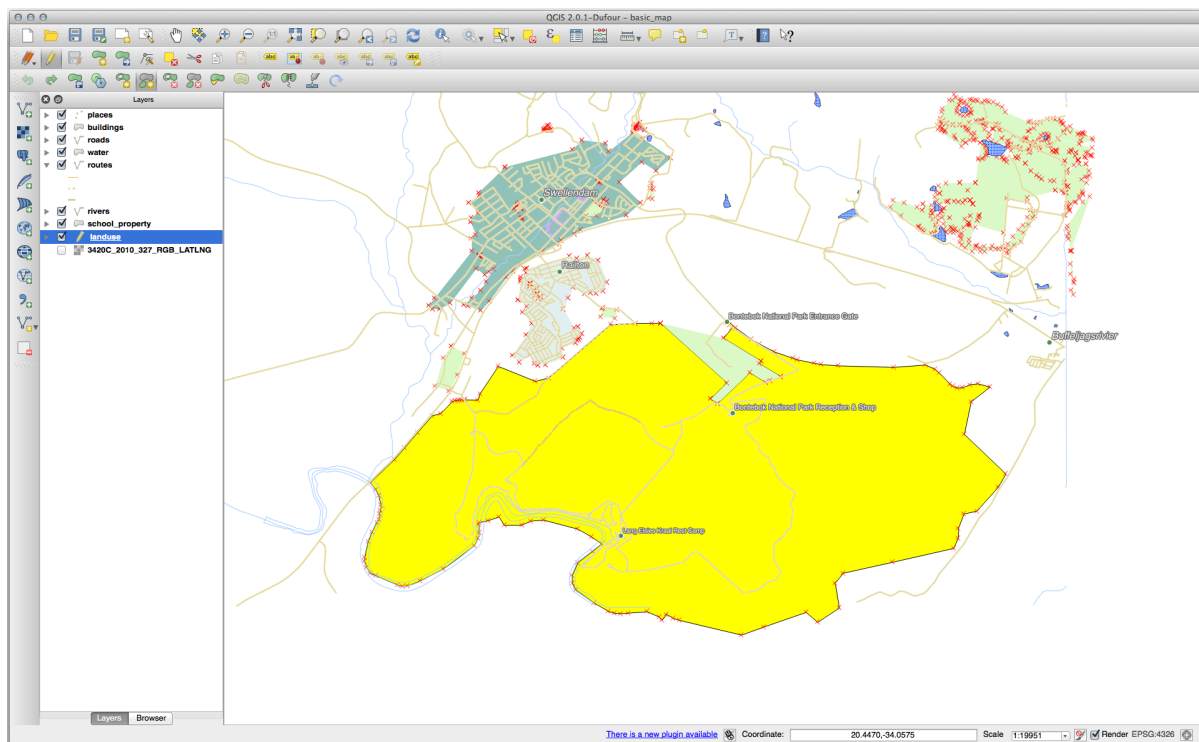 QGIS 2.0.1-Dufour - basic_map
Layers
places
buildings
roads
water
routes
rivers
school_property
landuse
3420C_2010_327_RGB_LATLNG
Swellendam
Railton
Bontebok National Park Entrance Gate
Buffeljagsrivier
Bontebok National Park Reception & Shop
Lang Elsies Kraal Rest Camp
Layers
Browser
There is a new plugin available
Coordinate:
20.4470,-34.0575
Scale
1:19951
Render
EPSG:4326